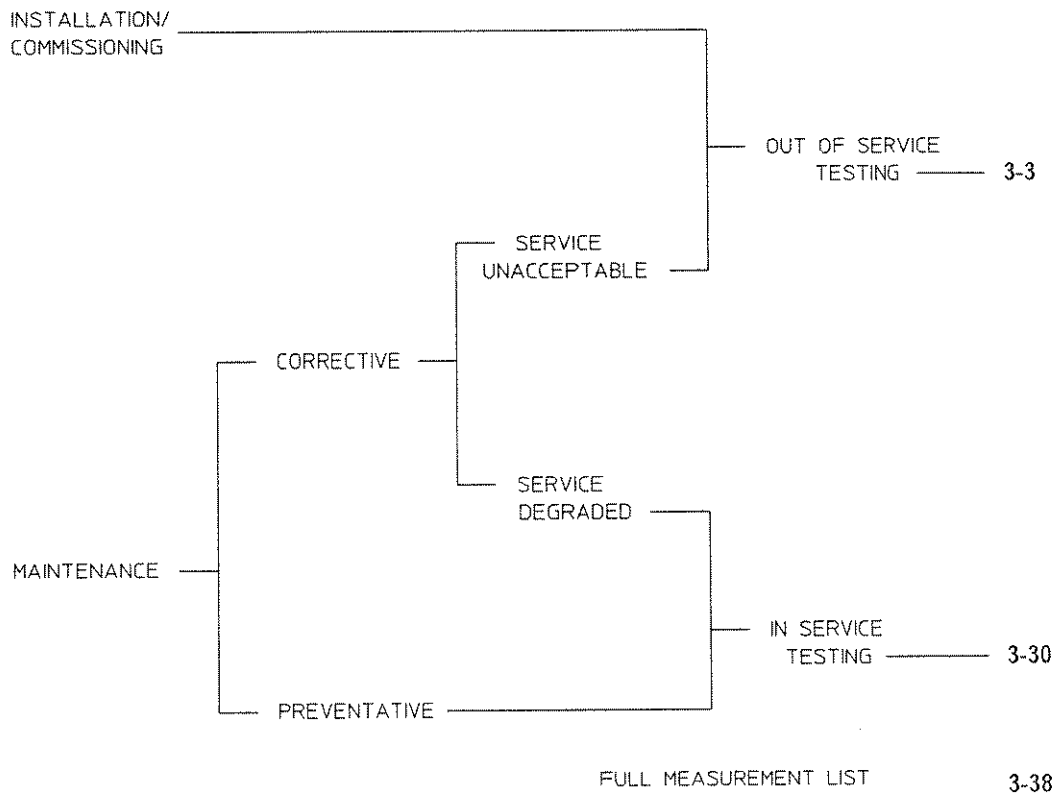 INSTALLATION/
COMMISSIONING
OUT OF SERVICE
TESTING 3-3
SERVICE
UNACCEPTABLE
CORRECTIVE
SERVICE
DEGRADED
MAINTENANCE
IN SERVICE
TESTING 3-30
PREVENTATIVE
FULL MEASUREMENT LIST 3-38